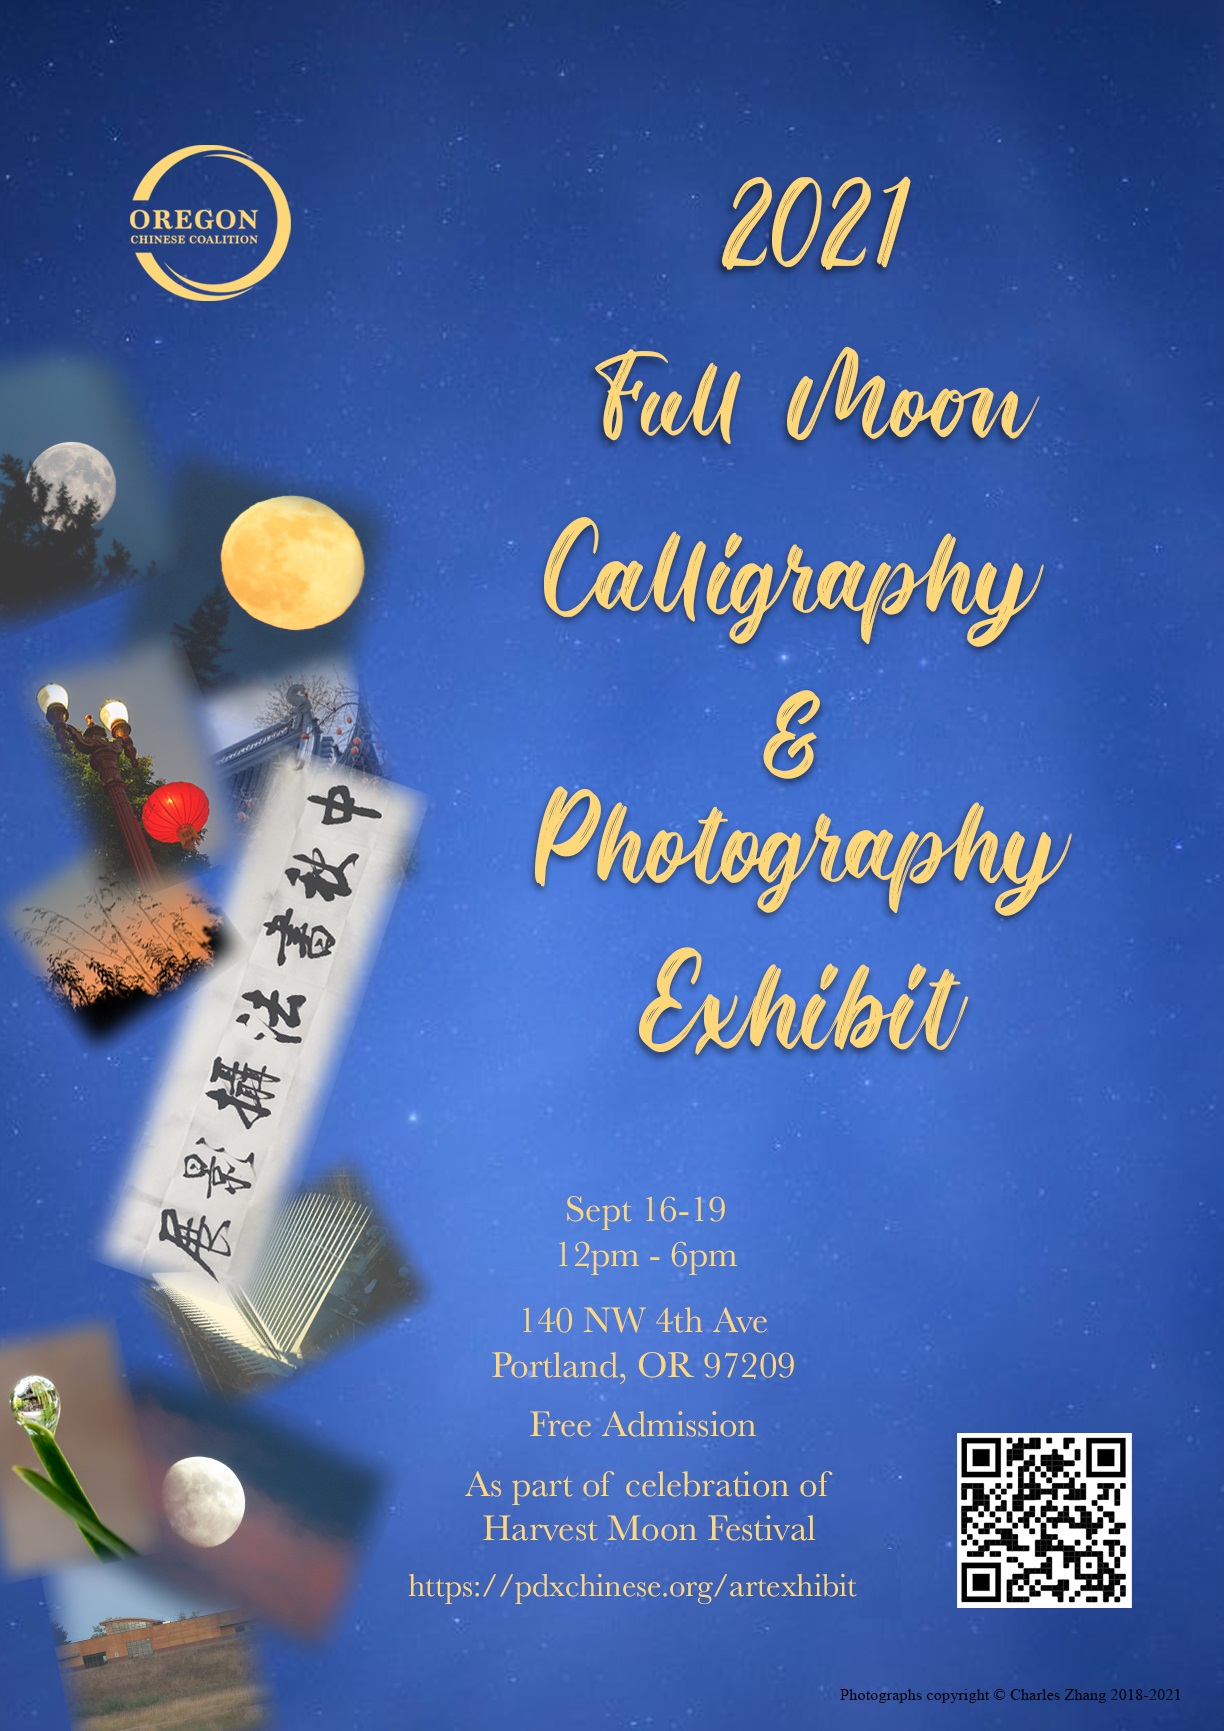 OREGON
CHINESE COALITION
2021
Full Moon
Calligraphy
&
Photography
Exhibit
中秋書法攝影展
Sept 16-19
12pm - 6pm
140 NW 4th Ave
Portland, OR 97209
Free Admission
As part of celebration of
Harvest Moon Festival
https://pdxchinese.org/artexhibit
Photographs copyright © Charles Zhang 2018-2021